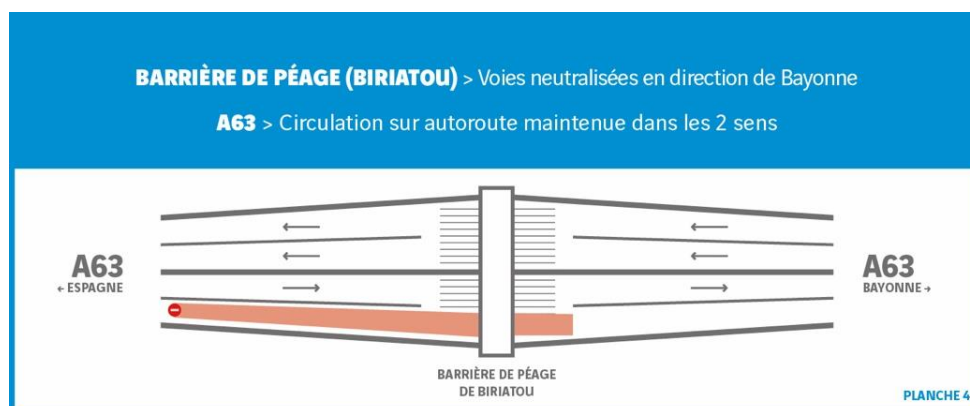 BARRIÈRE DE PÉAGE (BIRIATOU) > Voies neutralisées en direction de Bayonne
A63 > Circulation sur autoroute maintenue dans les 2 sens
A63
← ESPAGNE
A63
BAYONNE →
BARRIÈRE DE PÉAGE
DE BIRIATOU
PLANCHE 4